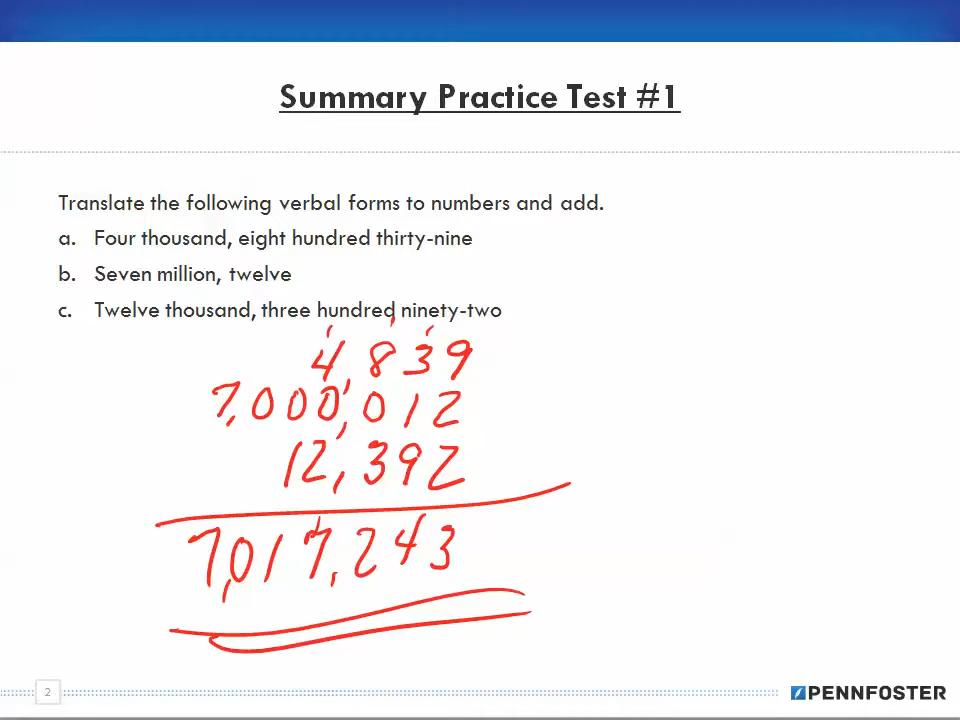 Summary Practice Test #1
Translate the following verbal forms to numbers and add.
a. Four thousand, eight hundred thirty-nine
b. Seven million, twelve
c. Twelve thousand, three hundred ninety-two
4,839
7,000,012
12,392
7,017,243
2
PENNFOSTER